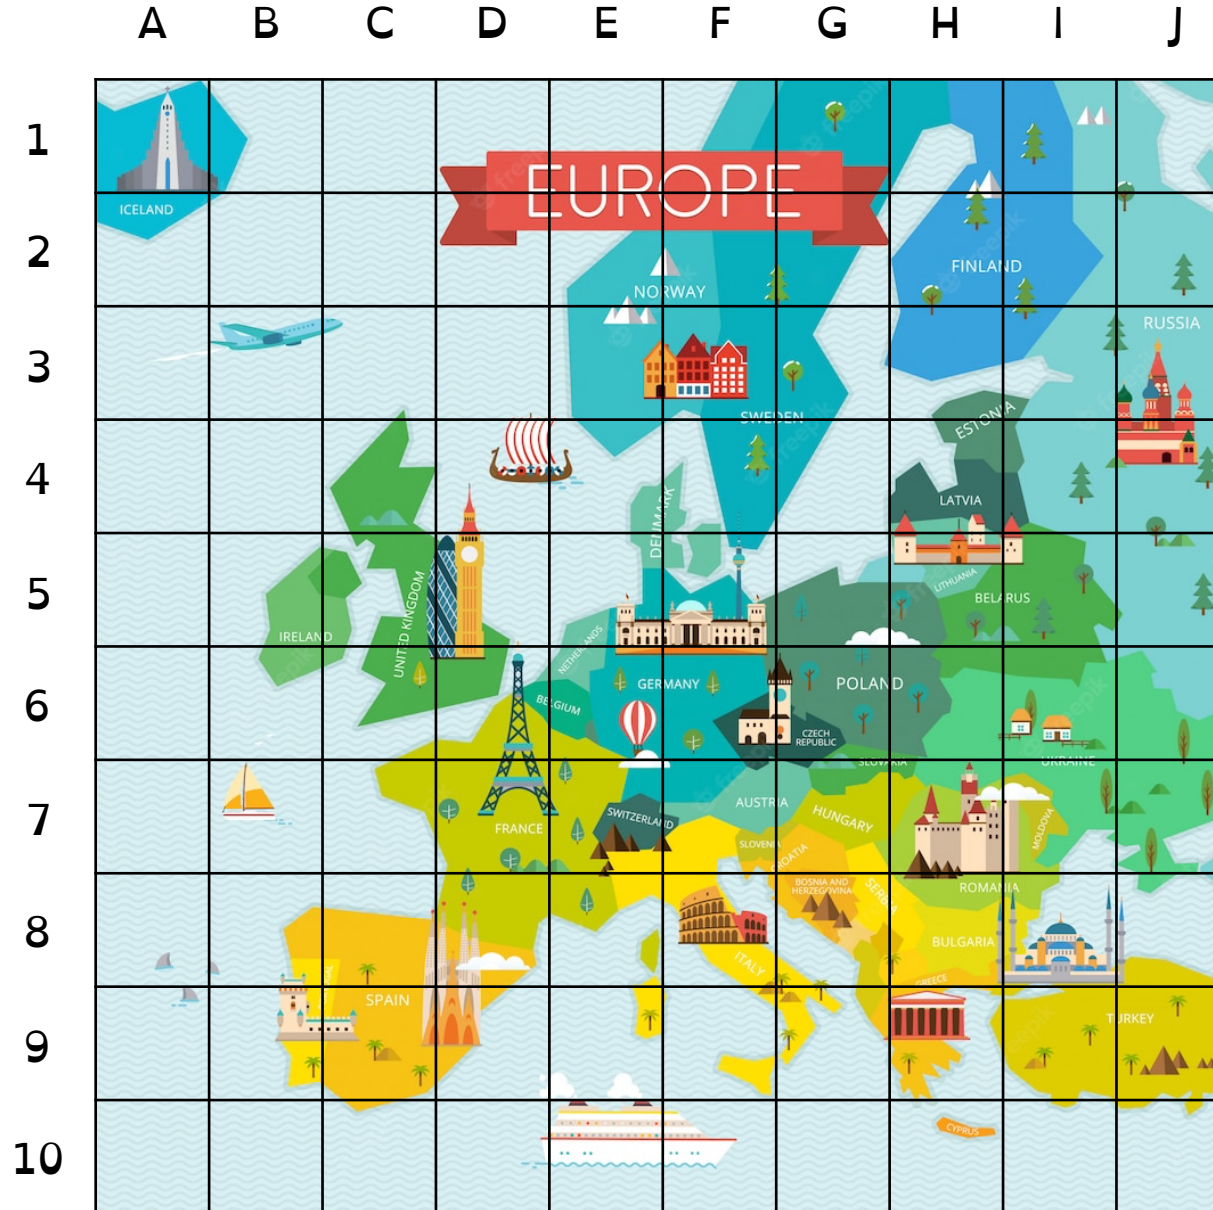 A B C D E F G H I J
1
EUROPE
ICELAND
2
FINLAND
NORWAY
3
RUSSIA
SWEDEN
ESTONIA
4
LATVIA
DENMARK
5
LITHUANIA
BELARUS
UNITED KINGDOM
IRELAND
NETHERLANDS
6
GERMANY
POLAND
BELGIUM
CZECH
REPUBLIC
SLOVAKIA
UKRAINE
7
AUSTRIA
SWITZERLAND
HUNGARY
MOLDOVA
FRANCE
SLOVENIA
CROATIA
BOSNIA AND
HERZEGOVINA
ROMANIA
SERBIA
8
BULGARIA
ITALY
GREECE
SPAIN
9
TURKEY
10
CYPRUS
freepik